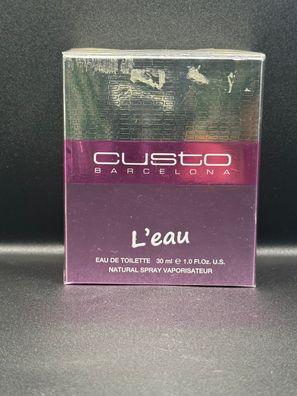 custo
BARCELONA
L'eau
EAU DE TOILETTE 30 ml e 1.0 Fl.Oz. U.S.
NATURAL SPRAY VAPORISATEUR